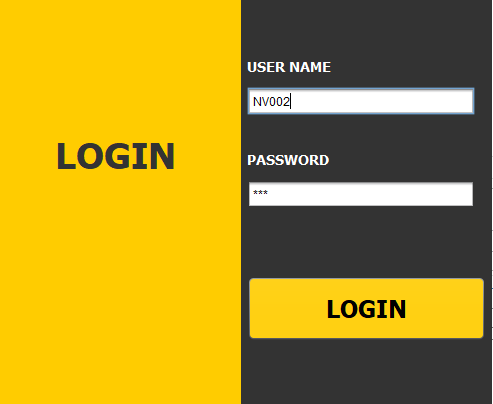 LOGIN
USER NAME
NV002
PASSWORD
***
LOGIN